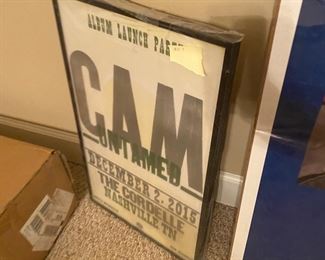 ALBUM LAUNCH PARTY
CAM
UNTAMED
DECEMBER 2, 2015
THE CORDELLE
NASHVILLE TN